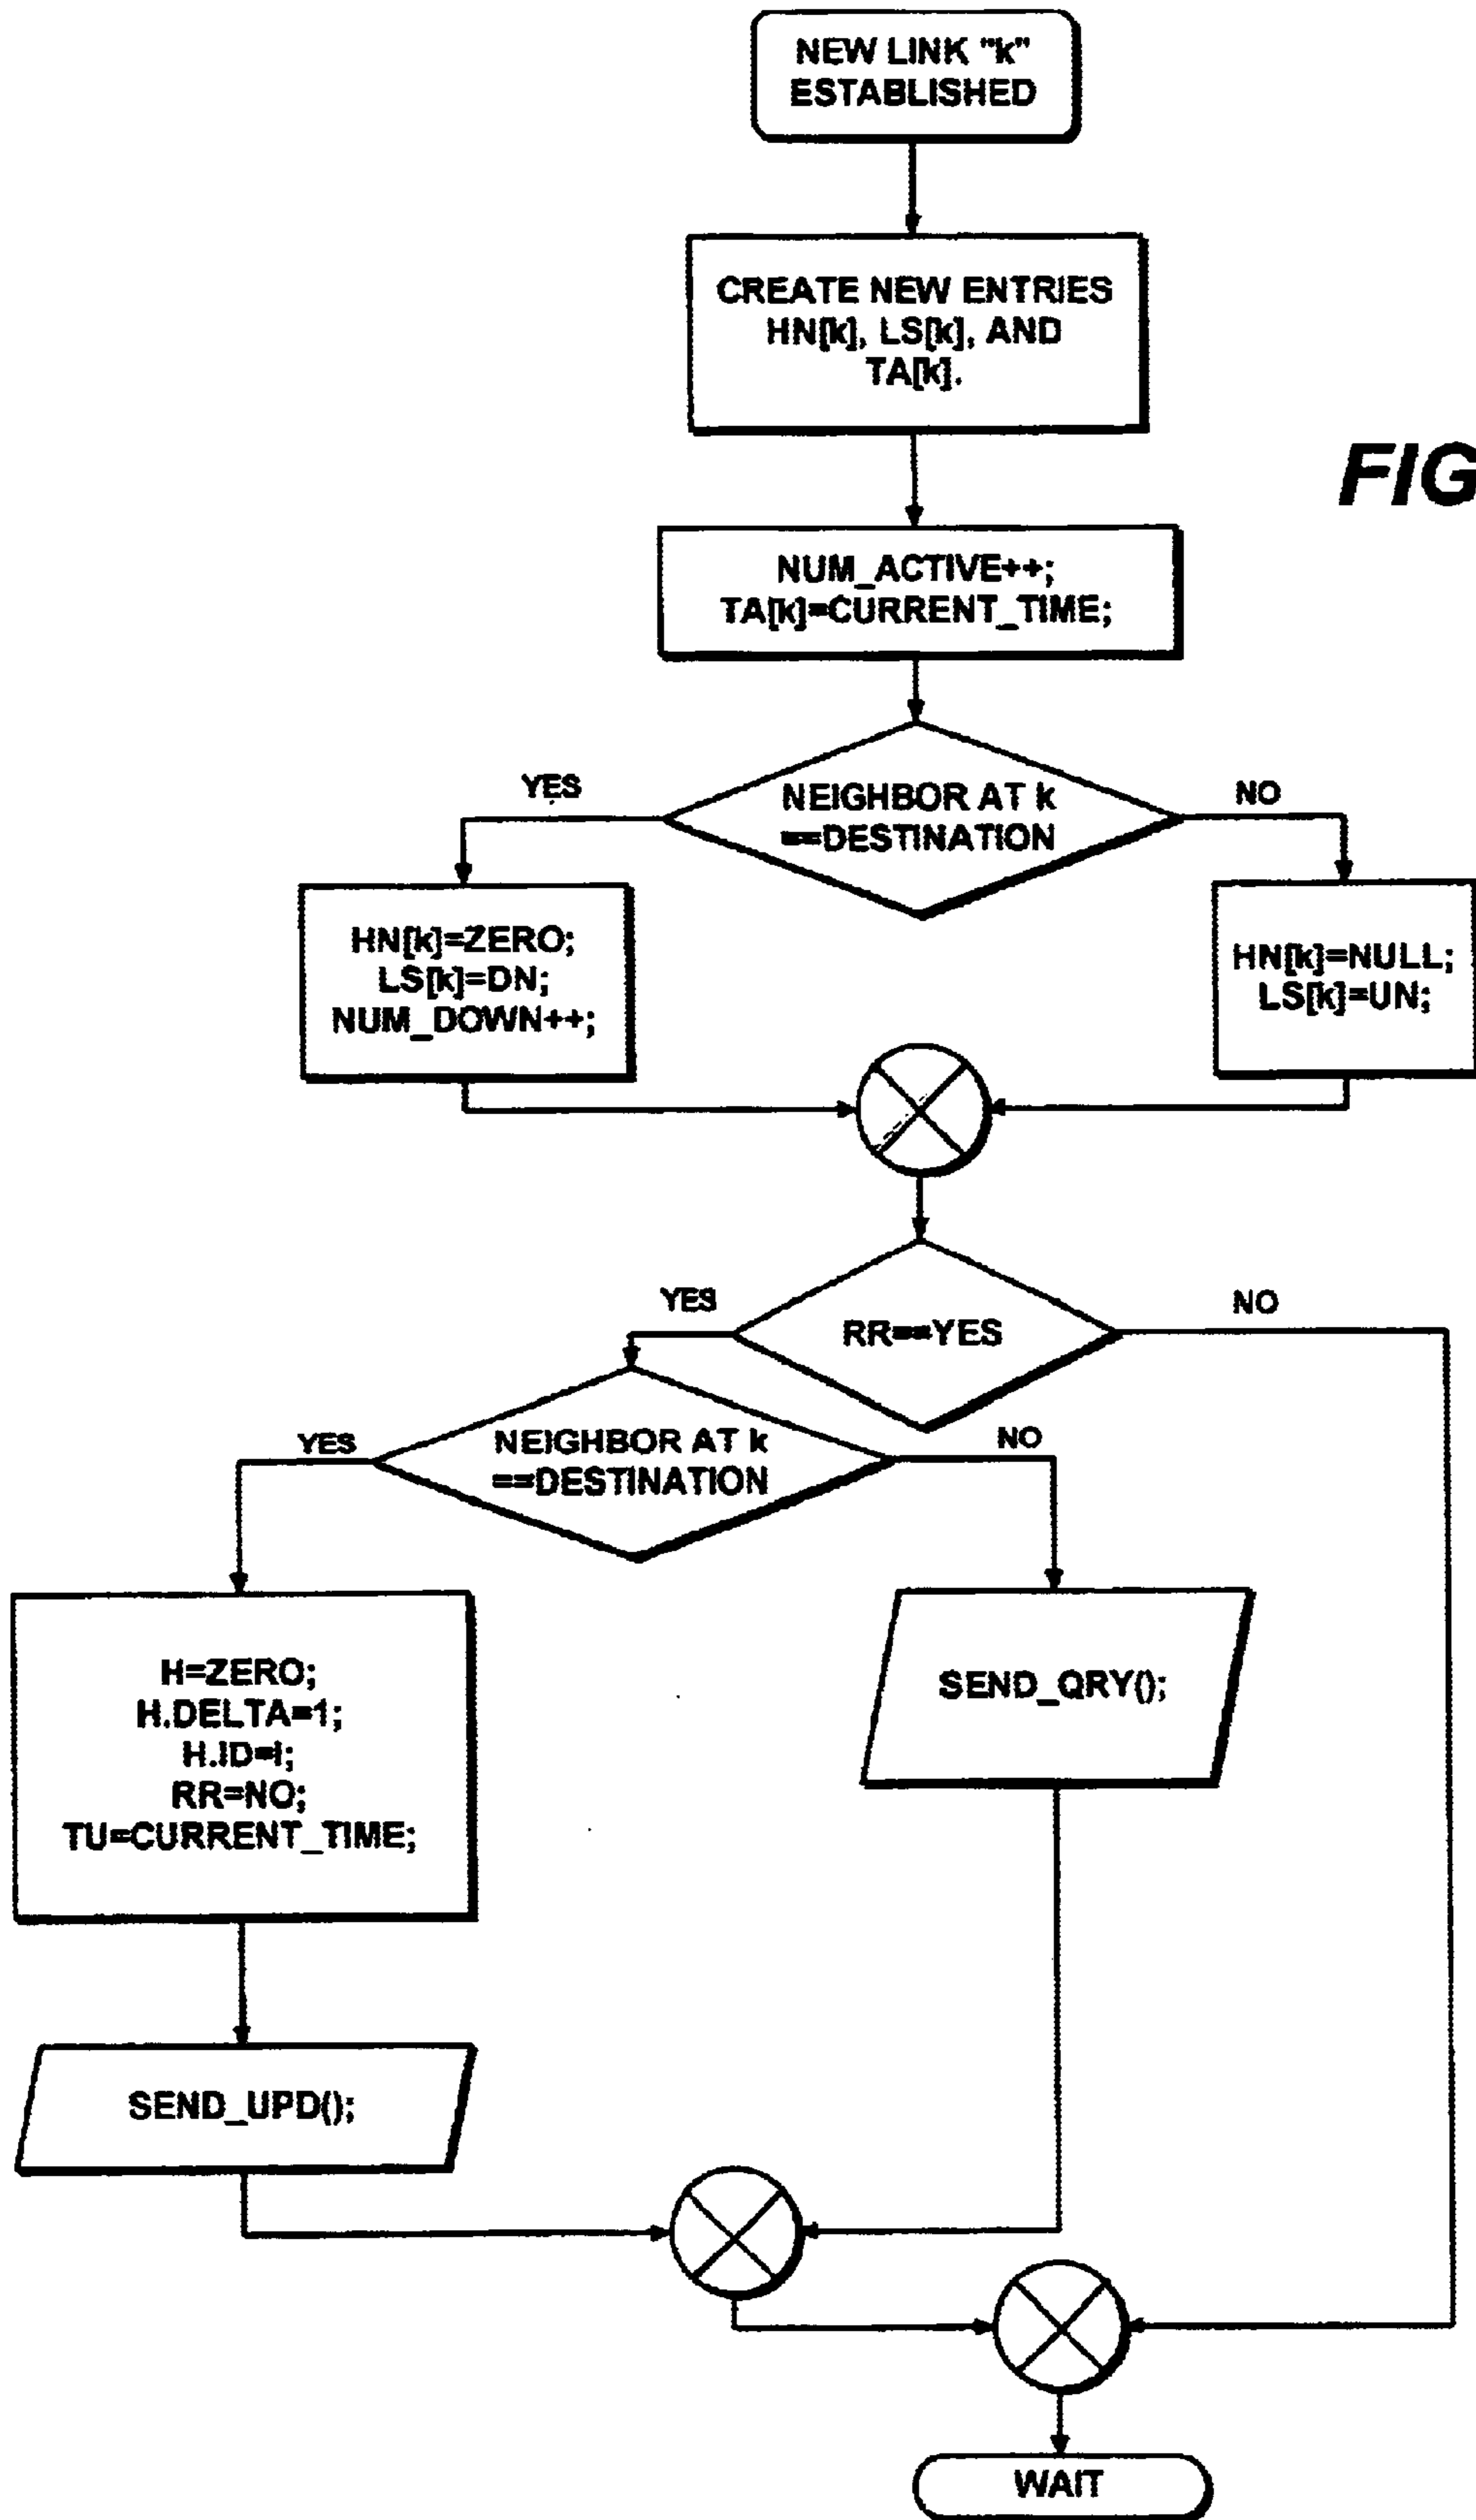 NEW LINK "k"
ESTABLISHED
CREATE NEW ENTRIES
HN[k], LS[k], AND
TA[k].
FIG
NUM_ACTIVE++;
TA[k]=CURRENT_TIME;
NEIGHBOR AT k
==DESTINATION
YES
NO
HN[k]=ZERO;
LS[k]=DN;
NUM_DOWN++;
HN[k]=NULL;
LS[k]=UN;
RR==YES
YES
NO
NEIGHBOR AT k
==DESTINATION
YES
NO
H=ZERO;
H.DELTA=1;
H.ID=i;
RR=NO;
TU=CURRENT_TIME;
SEND_QRY();
SEND_UPD();
WAIT